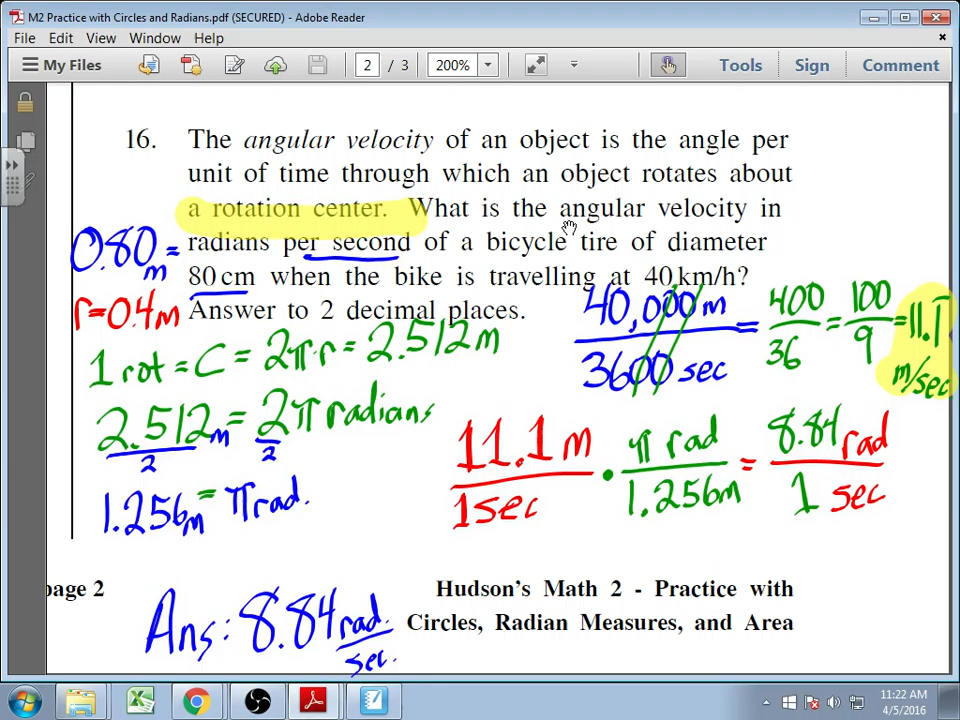 M2 Practice with Circles and Radians.pdf (SECURED) - Adobe Reader
File Edit View Window Help
My Files 2 / 3 200% Tools Sign Comment
16. The angular velocity of an object is the angle per
unit of time through which an object rotates about
a rotation center. What is the angular velocity in
radians per second of a bicycle tire of diameter
80 cm when the bike is travelling at 40 km/h?
Answer to 2 decimal places.
0.80 m =
r = 0.4m
1 rot = C = 2π·r = 2.512 m
2.512 m / 2 = 2π radians / 2
1.256 m = π rad.
40,000 m / 3600 sec = 400 / 36 = 100 / 9 = 11.1̅ m/sec
11.1 m / 1 sec · π rad / 1.256m = 8.84 rad / 1 sec
Ans: 8.84 rad. / sec.
page 2
Hudson's Math 2 - Practice with
Circles, Radian Measures, and Area
11:22 AM
4/5/2016